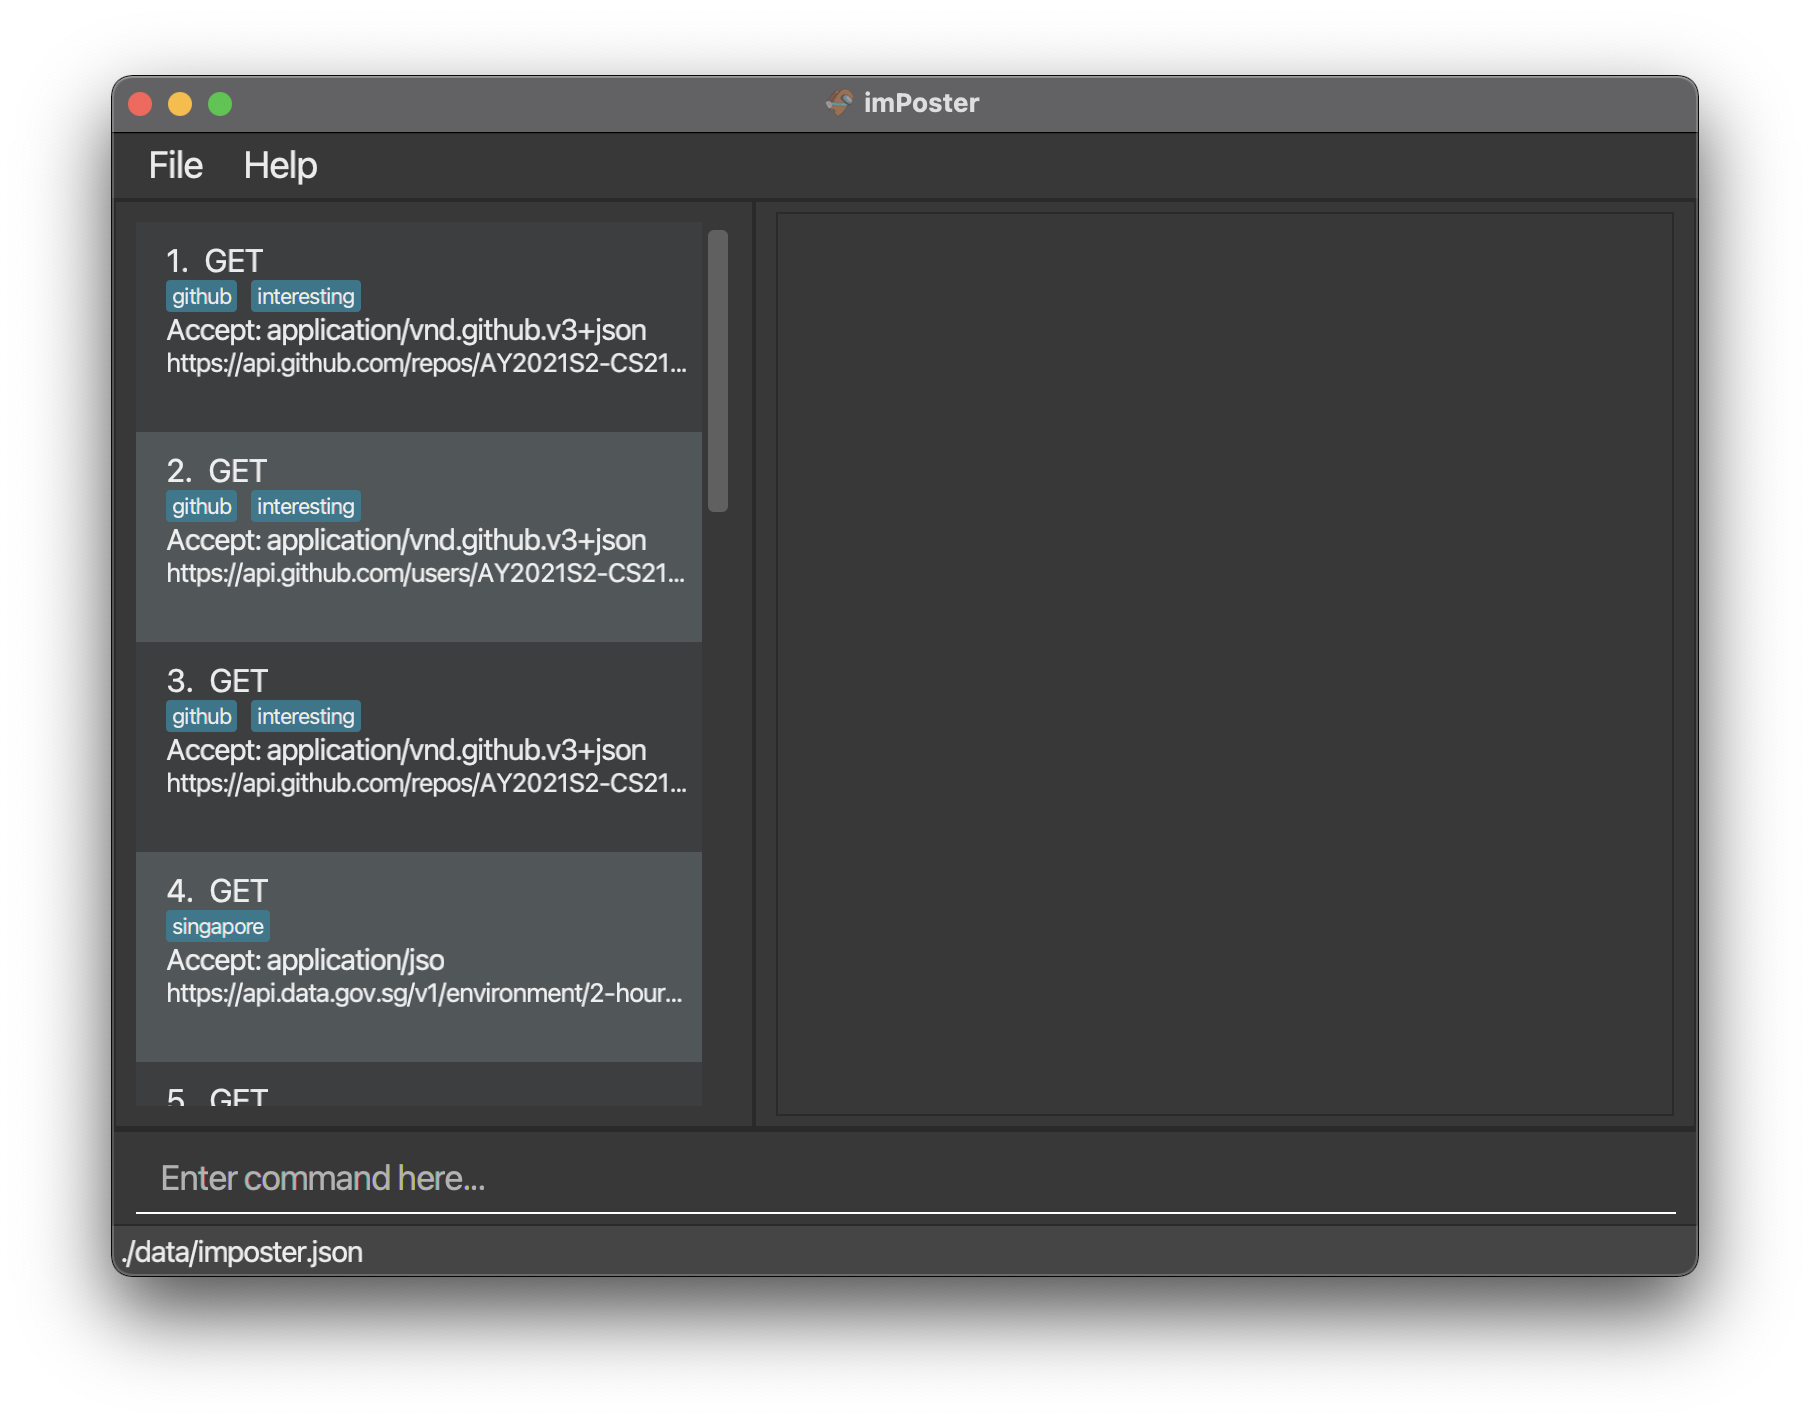 imPoster
File Help
1. GET
github interesting
Accept: application/vnd.github.v3+json
https://api.github.com/repos/AY2021S2-CS21...
2. GET
github interesting
Accept: application/vnd.github.v3+json
https://api.github.com/users/AY2021S2-CS21...
3. GET
github interesting
Accept: application/vnd.github.v3+json
https://api.github.com/repos/AY2021S2-CS21...
4. GET
singapore
Accept: application/jso
https://api.data.gov.sg/v1/environment/2-hour...
5. GET
Enter command here...
./data/imposter.json